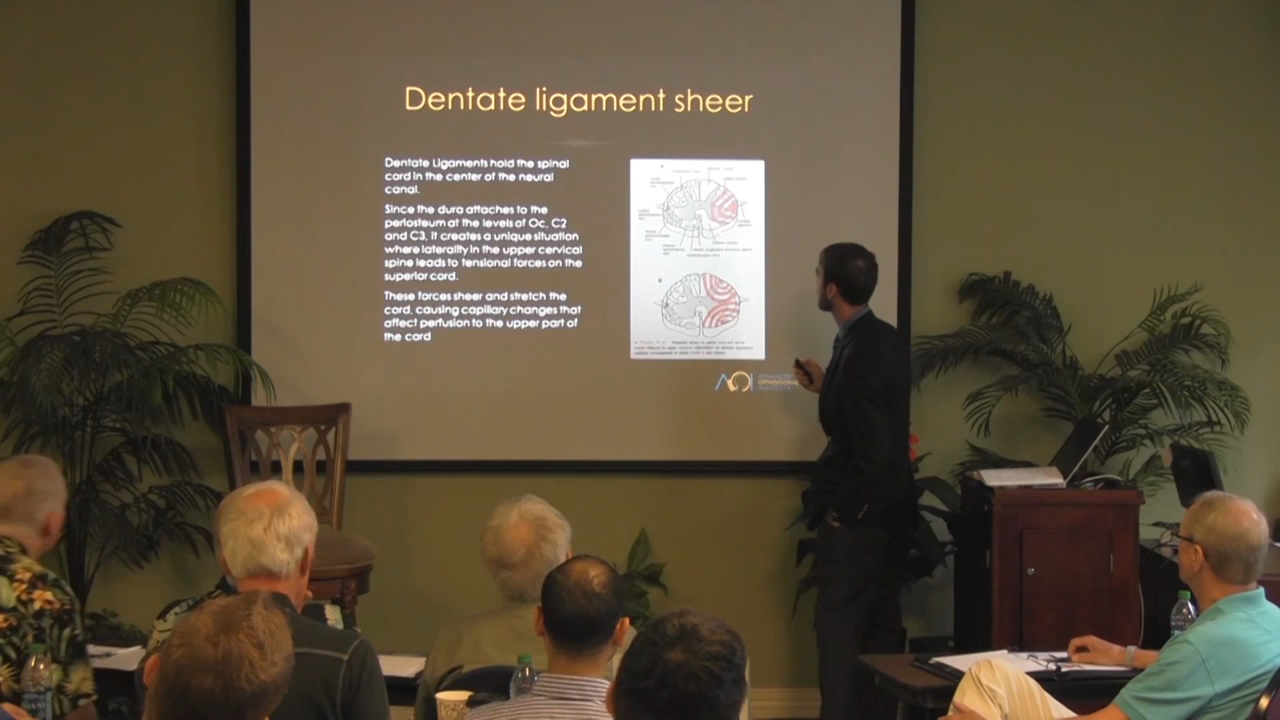 Dentate ligament sheer
Dentate Ligaments hold the spinal
cord in the center of the neural
canal.
Since the dura attaches to the
periosteum at the levels of Oc, C2
and C3, it creates a unique situation
where laterality in the upper cervical
spine leads to tensional forces on the
superior cord.
These forces sheer and stretch the
cord, causing capillary changes that
affect perfusion to the upper part of
the cord
AOI